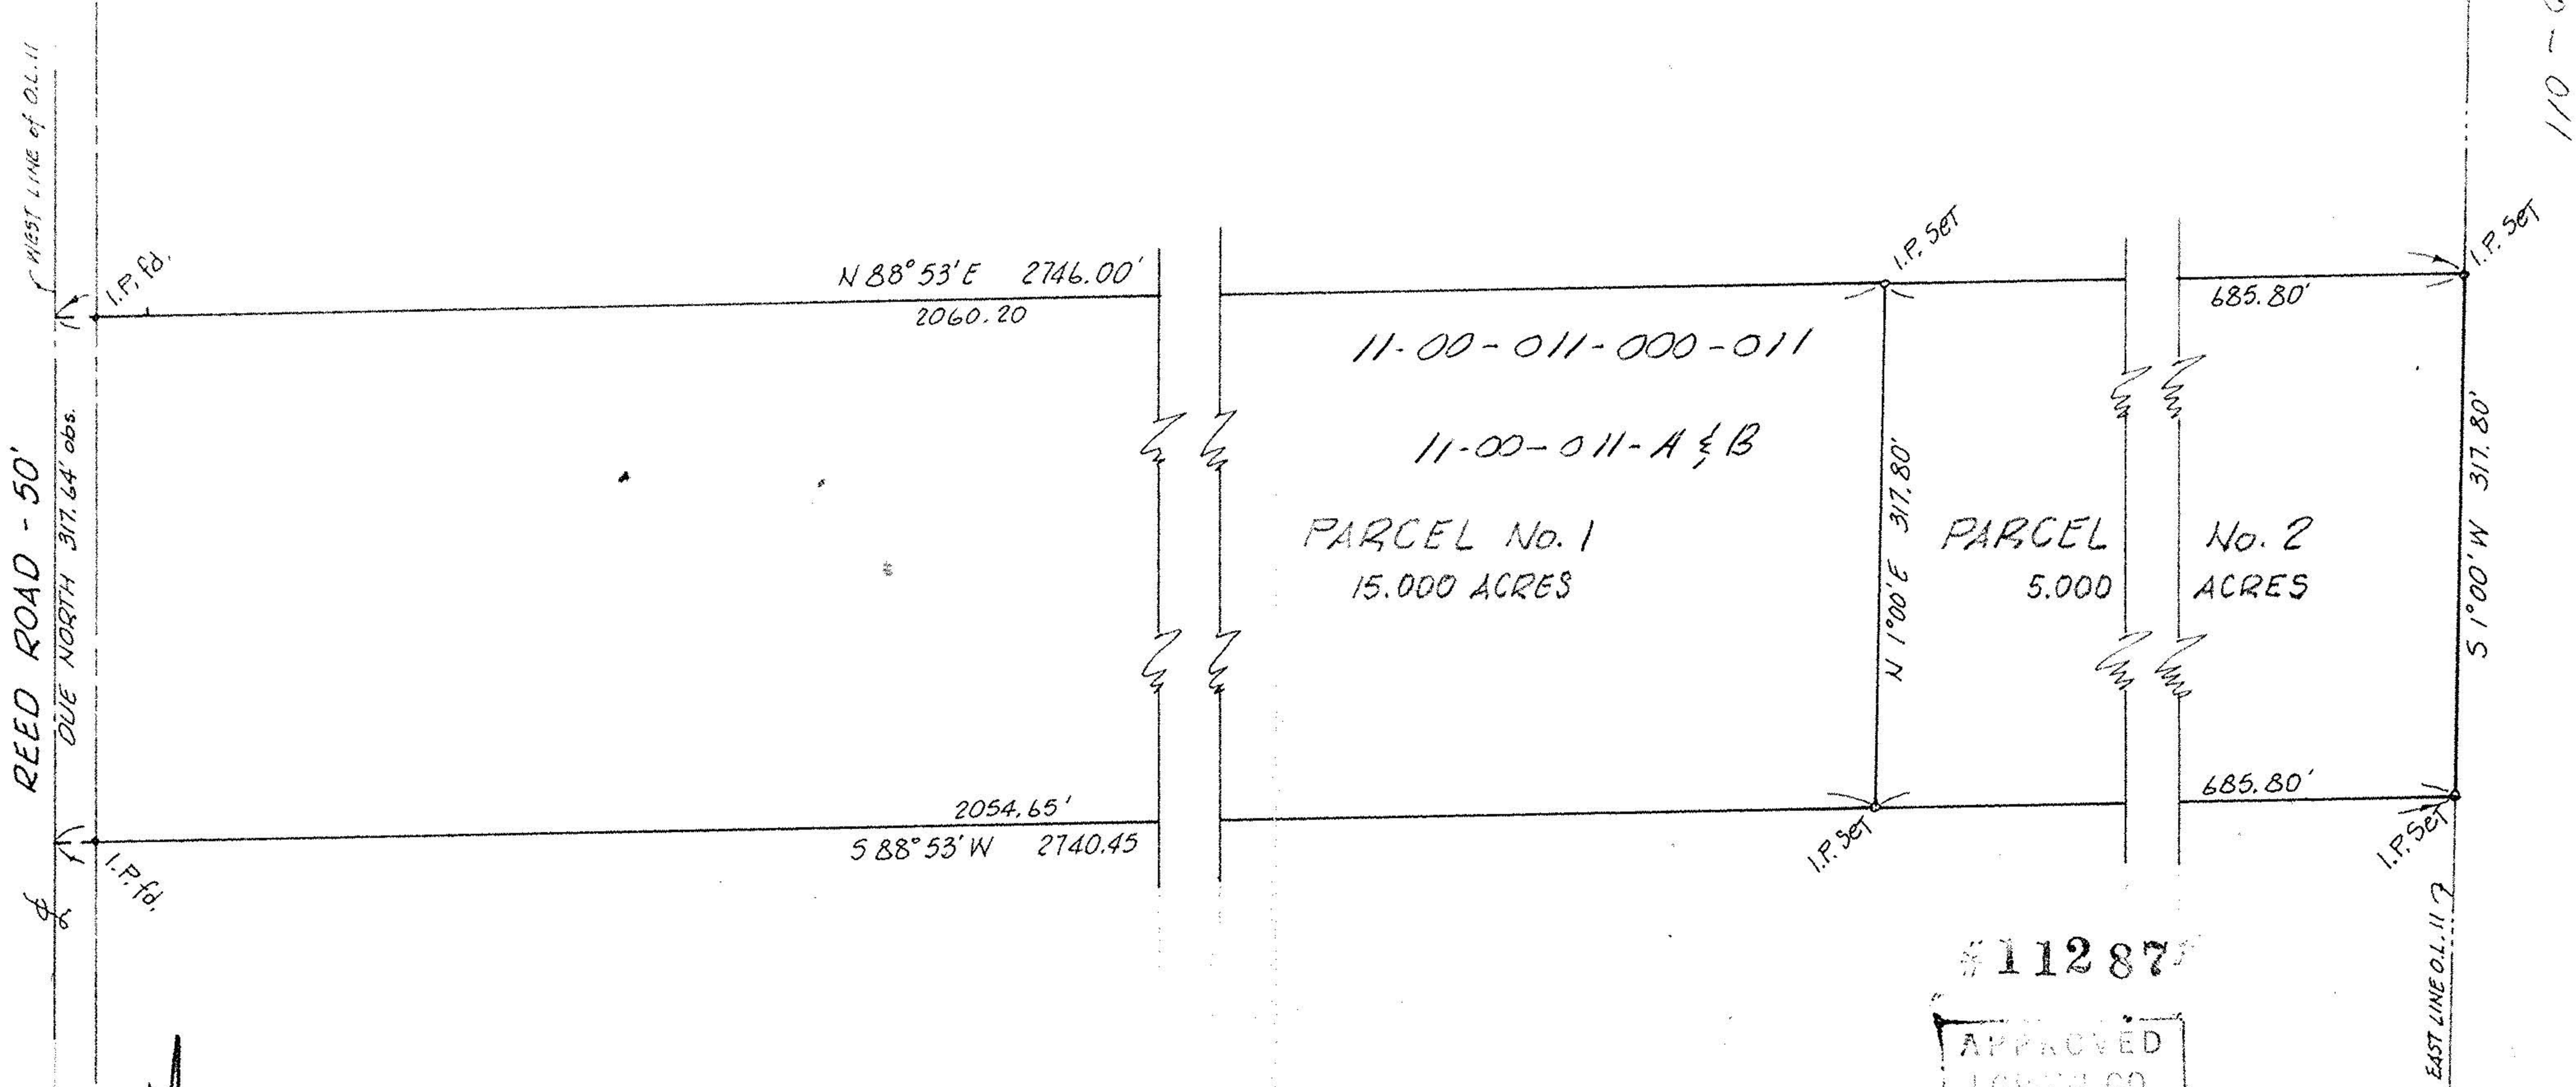 WEST LINE of O.L.11
110 -
I.P. fd.
N 88° 53' E 2746.00'
2060.20
I.P. Set
685.80'
I.P. Set
11-00-011-000-011
11-00-011-A & B
REED ROAD - 50'
DUE NORTH 317.64' obs.
PARCEL No. 1
15.000 ACRES
N 1°00' E 317.80'
PARCEL No. 2
5.000 ACRES
S 1°00' W 317.80'
2054.65'
S 88° 53' W 2740.45
I.P. fd.
I.P. Set
685.80'
I.P. Set
#11287
EAST LINE O.L.11
APPROVED